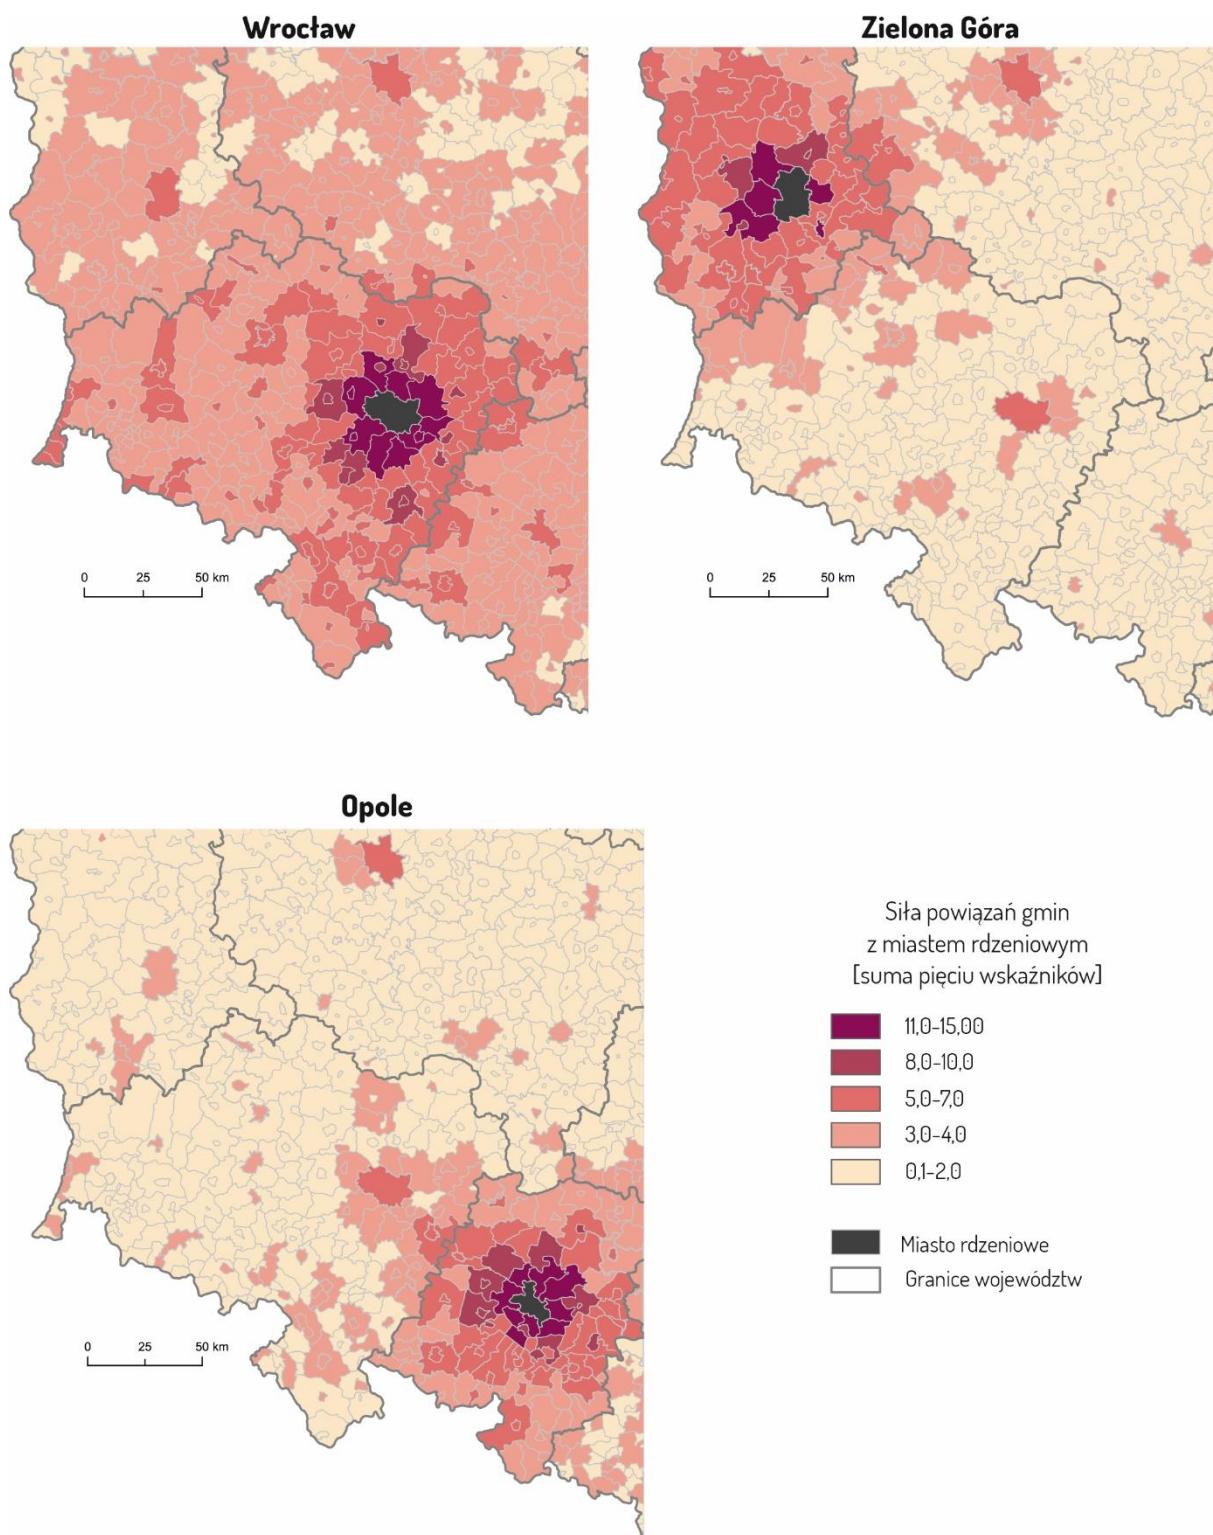 Wrocław
Zielona Góra
0 25 50 km
0 25 50 km
Opole
0 25 50 km
Siła powiązań gmin
z miastem rdzeniowym
[suma pięciu wskaźników]
11,0-15,00
8,0-10,0
5,0-7,0
3,0-4,0
0,1-2,0
Miasto rdzeniowe
Granice województw